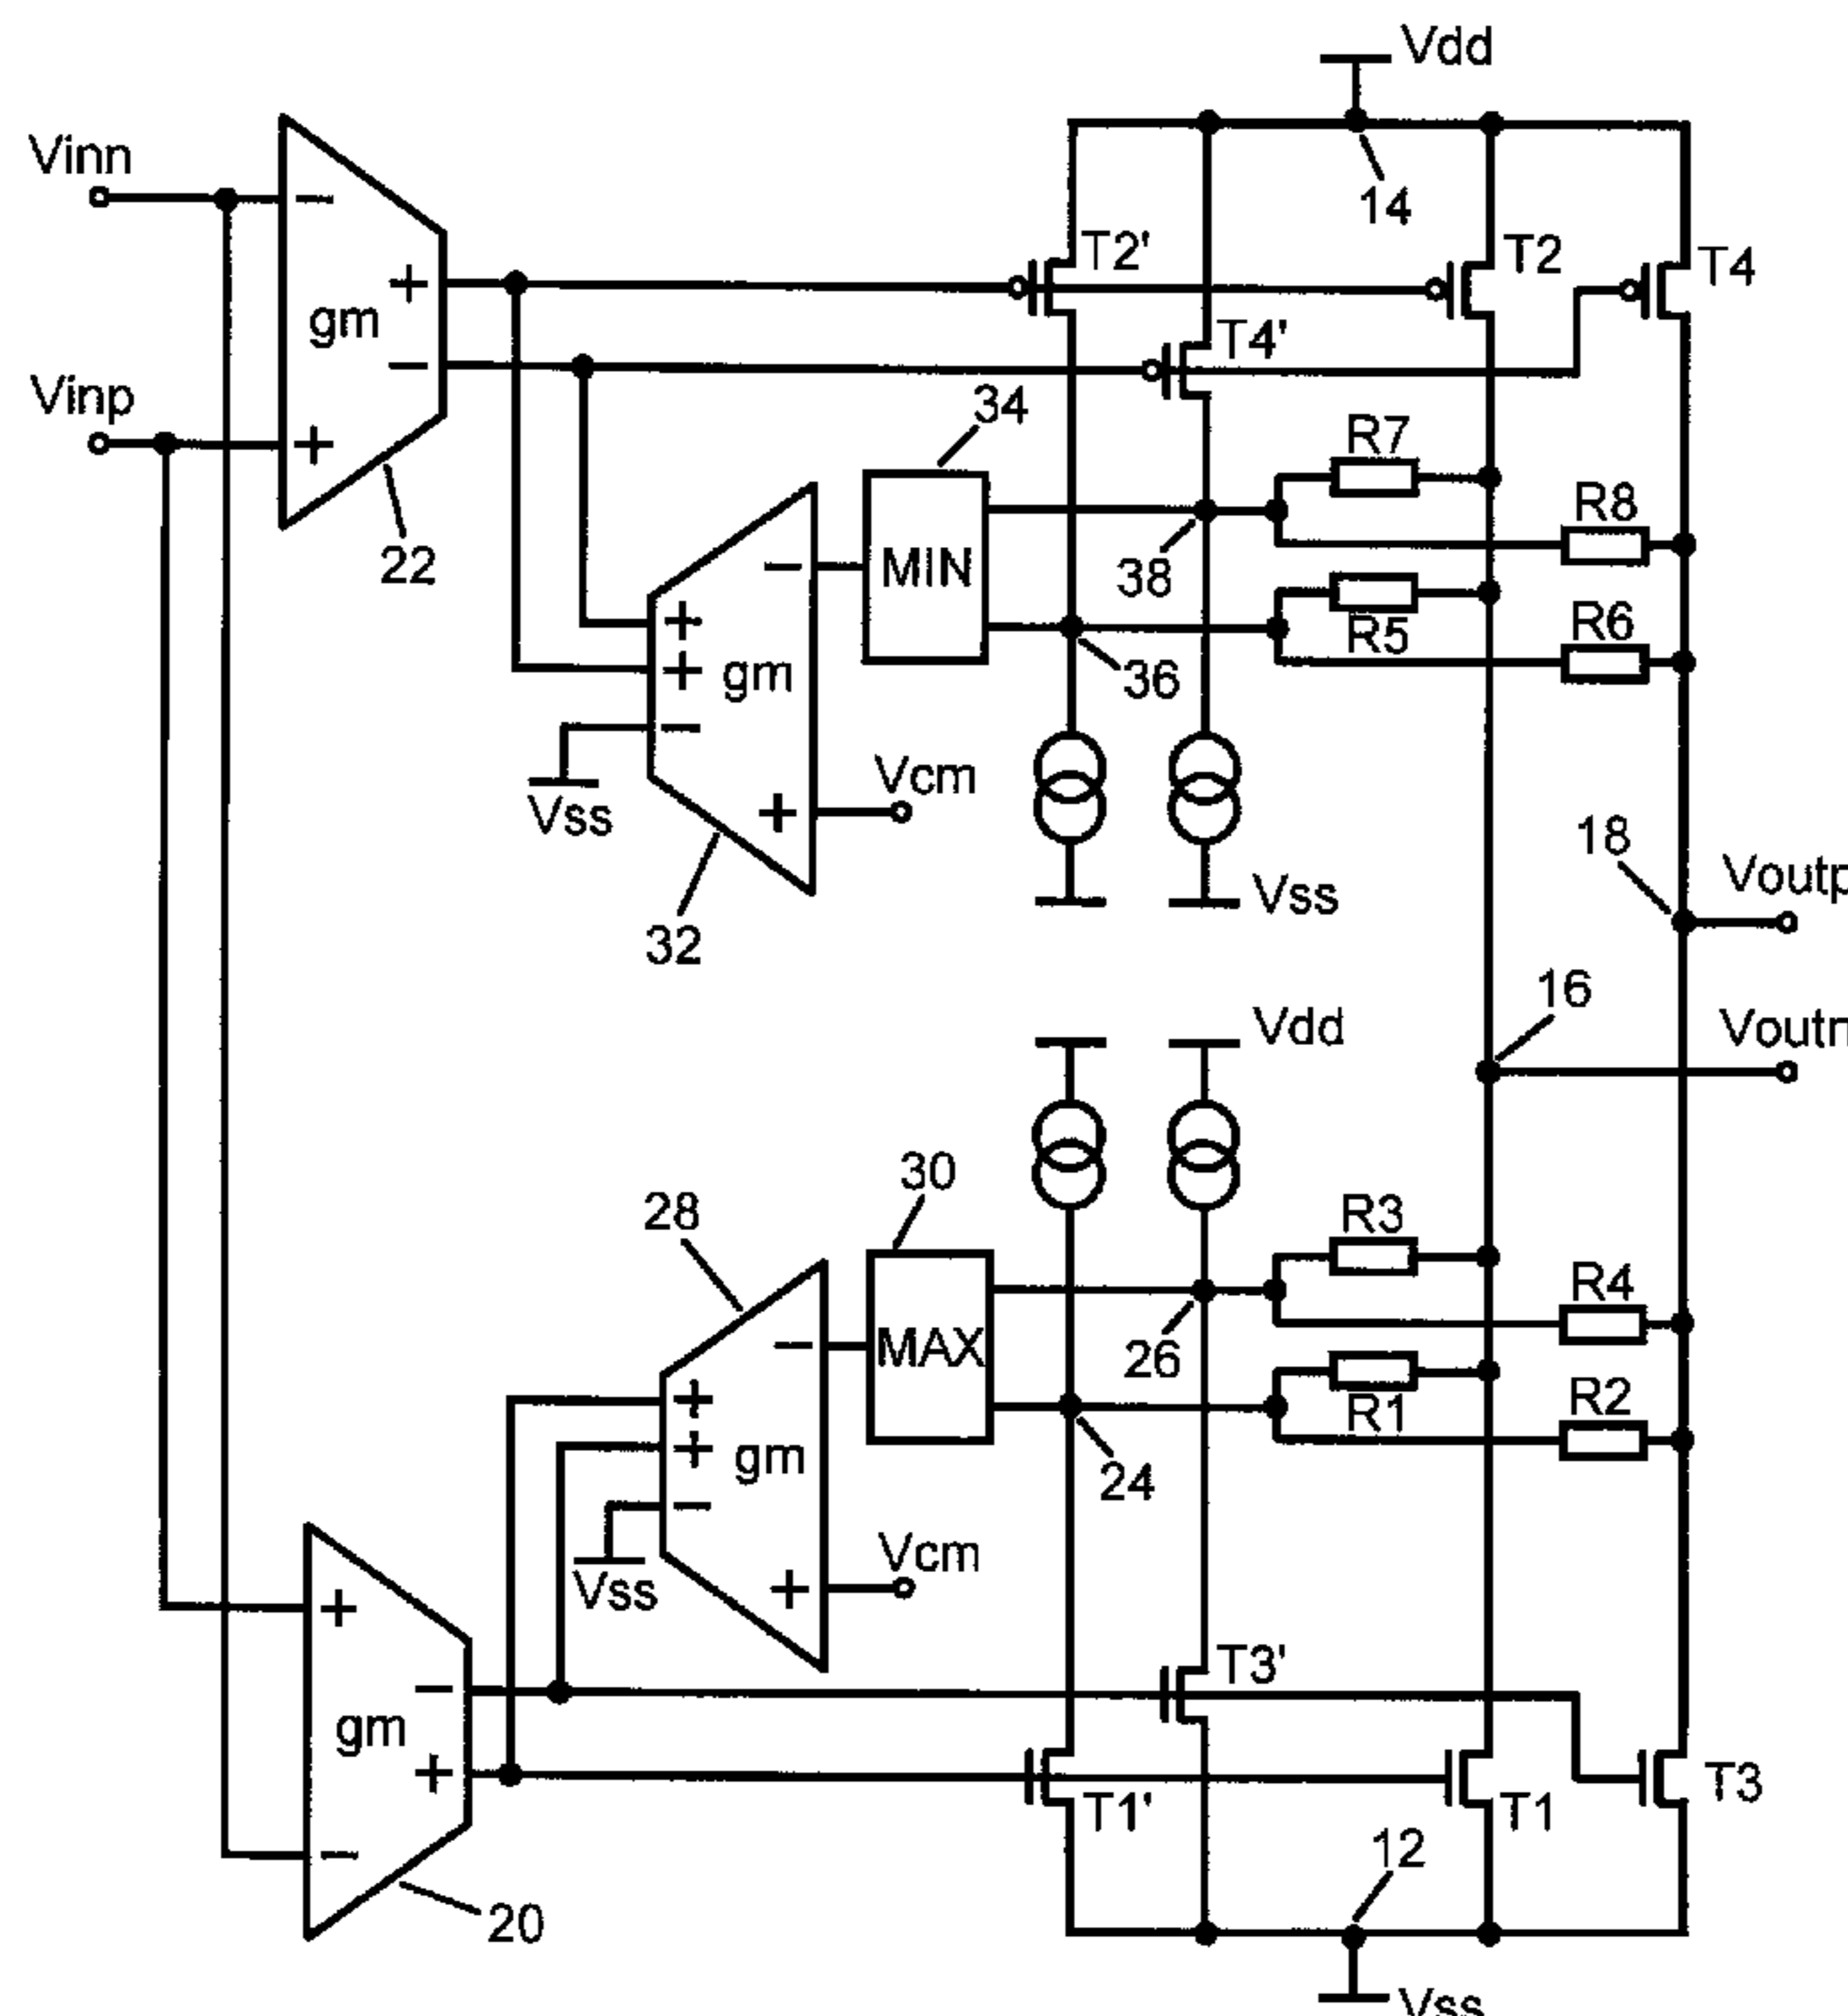 Vdd
Vinn
14
−
T2'
T2
T4
+
gm
−
T4'
Vinp
34
+
R7
R8
22
−
MIN
38
+
R5
R6
+
gm
36
−
Vcm
+
Vss
18
Voutp
Vss
32
16
Vdd
Voutn
30
28
R3
R4
−
MAX
26
+
R1
R2
+
gm
24
−
Vcm
+
Vss
+
T3'
−
gm
+
T1'
T1
T3
12
−
20
Vss